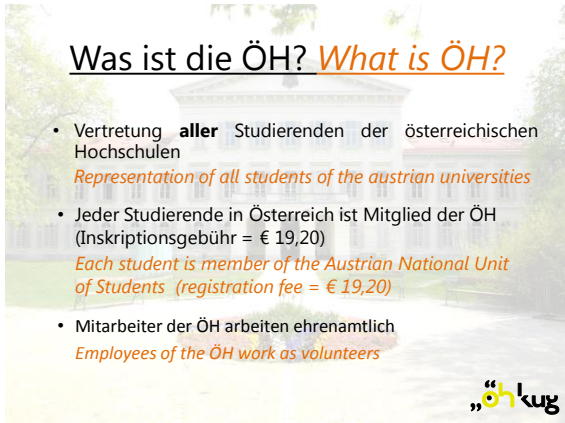 Was ist die ÖH? What is ÖH?
• Vertretung aller Studierenden der österreichischen
Hochschulen
Representation of all students of the austrian universities
• Jeder Studierende in Österreich ist Mitglied der ÖH
(Inskriptionsgebühr = € 19,20)
Each student is member of the Austrian National Unit
of Students (registration fee = € 19,20)
• Mitarbeiter der ÖH arbeiten ehrenamtlich
Employees of the ÖH work as volunteers
„öh kug